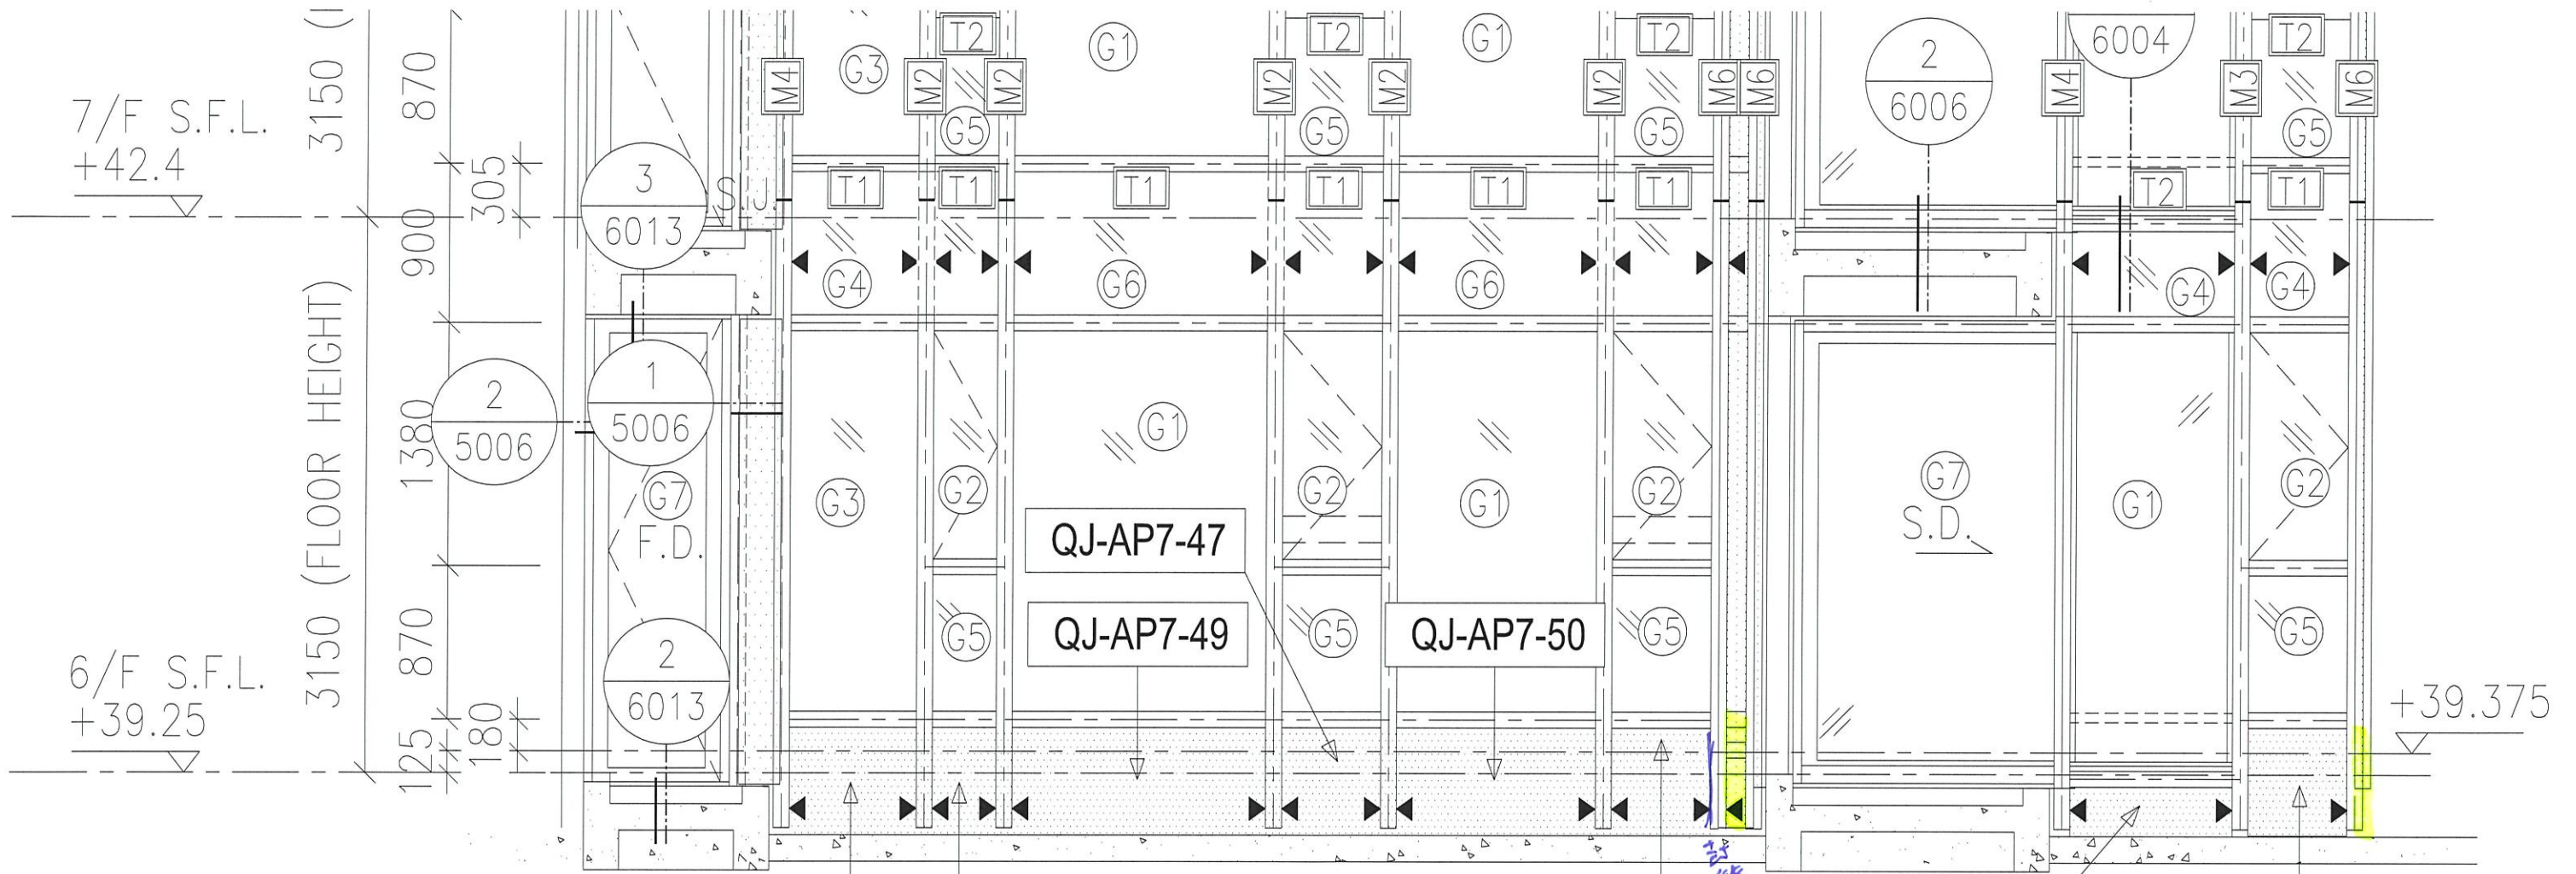 3150 (
870
7/F S.F.L.
+42.4
305
900
3150 (FLOOR HEIGHT)
1380
870
6/F S.F.L.
+39.25
125
180
3
6013
S.J.
2
5006
1
5006
G7
F.D.
2
6013
M4
G3
M2
T2
G5
M2
G1
M2
T2
G5
M2
G1
M2
T2
G5
M6
M6
2
6006
M4
6004
M3
T2
G5
M6
T1
T1
T1
T1
T1
T1
T2
T1
G4
G6
G6
G4
G4
G3
G2
G1
G2
G1
G2
G7
S.D.
G1
G2
QJ-AP7-47
QJ-AP7-49
QJ-AP7-50
G5
G5
G5
G5
+39.375